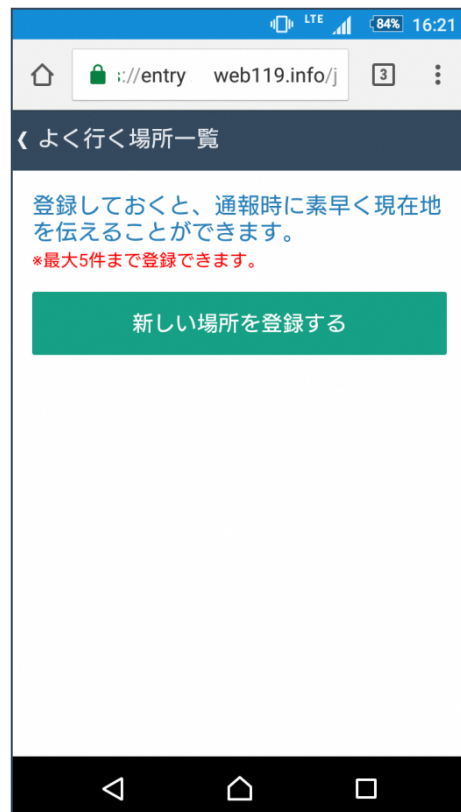 LTE 84% 16:21
://entry web119.info/j 3
よく行く場所一覧
登録しておくと、通報時に素早く現在地
を伝えることができます。
※最大5件まで登録できます。
新しい場所を登録する